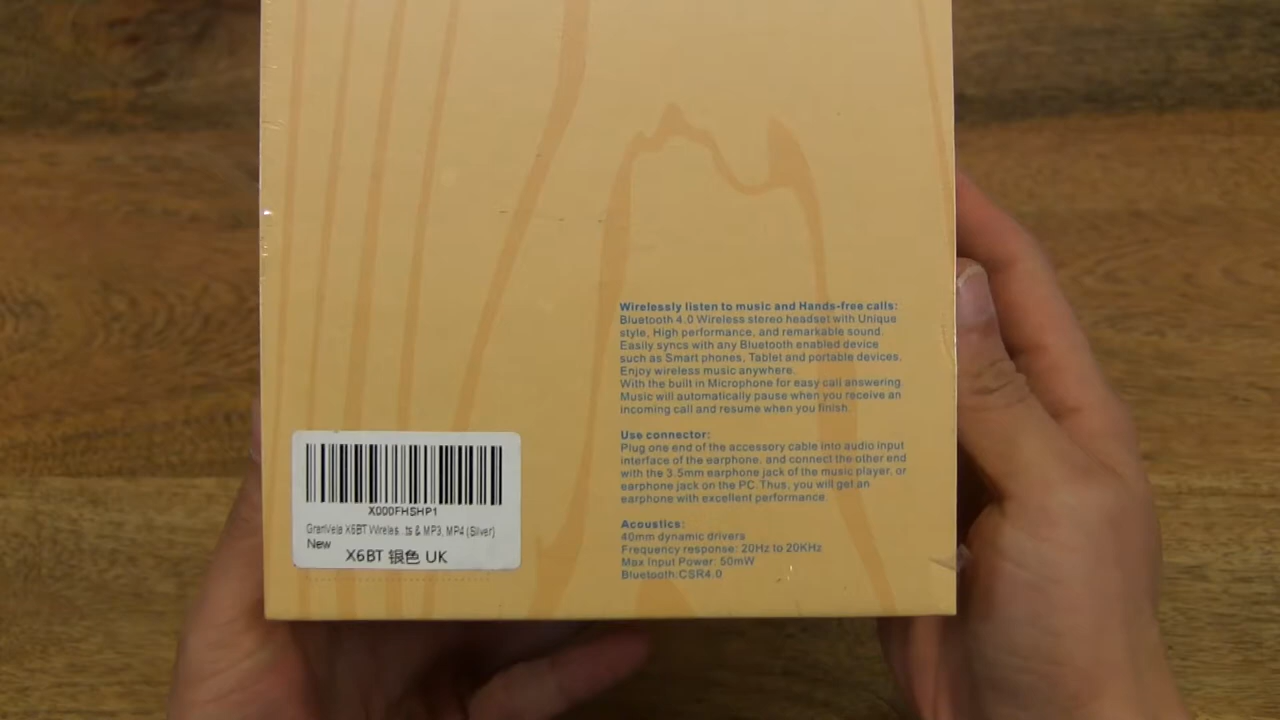 Wirelessly listen to music and Hands-free calls:
Bluetooth 4.0 Wireless stereo headset with Unique
style, High performance, and remarkable sound.
Easily syncs with any Bluetooth enabled device
such as Smart phones, Tablet and portable devices.
Enjoy wireless music anywhere.
With the built in Microphone for easy call answering.
Music will automatically pause when you receive an
incoming call and resume when you finish.
Use connector:
Plug one end of the accessory cable into audio input
interface of the earphone, and connect the other end
with the 3.5mm earphone jack of the music player, or
earphone jack on the PC.Thus, you will get an
earphone with excellent performance.
Acoustics:
40mm dynamic drivers
Frequency response: 20Hz to 20KHz
Max Input Power: 50mW
Bluetooth:CSR4.0
X000FHSHP1
GranVela X6BT Wireles...ts & MP3, MP4 (Silver)
New
X6BT 银色 UK